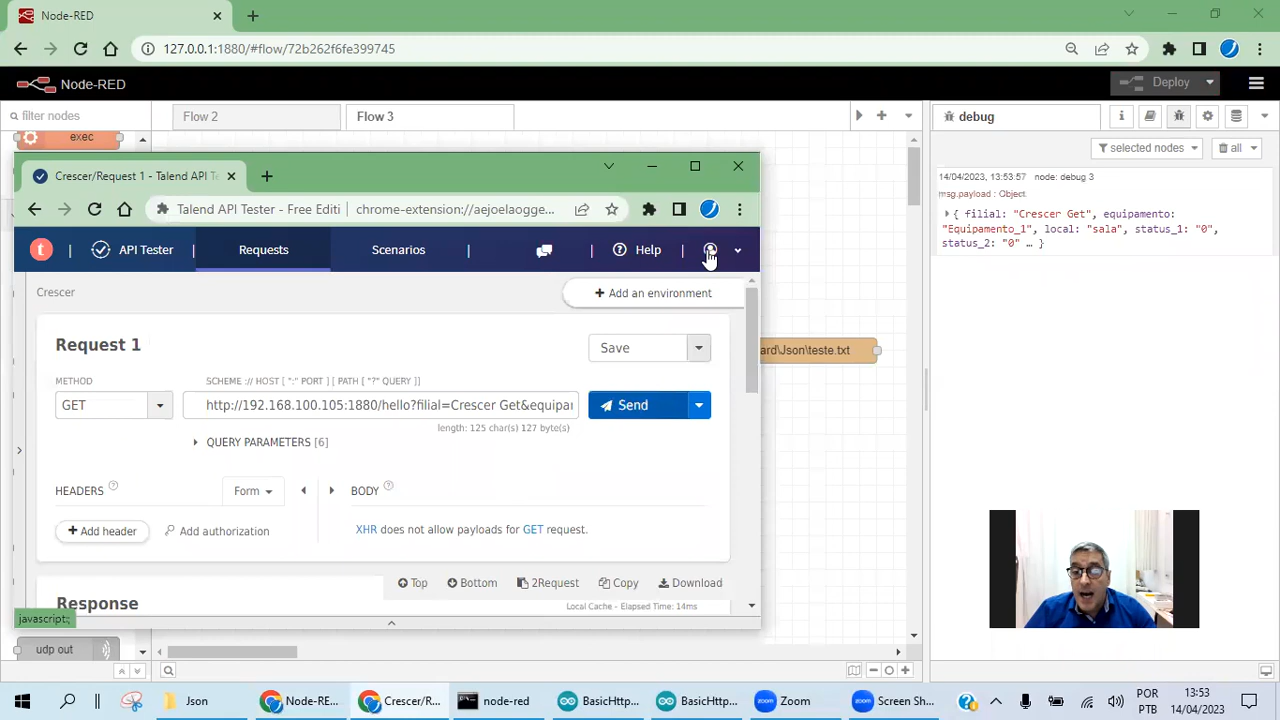 Node-RED
127.0.0.1:1880/#flow/72b262f6fe399745
Node-RED
Deploy
filter nodes
Flow 2
Flow 3
debug
i
exec
selected nodes
all
14/04/2023, 13:53:57 node: debug 3
msg.payload : Object
{ filial: "Crescer Get", equipamento:
"Equipamento_1", local: "sala", status_1: "0",
status_2: "0" … }
Crescer/Request 1 - Talend API Te
Talend API Tester - Free Editi
chrome-extension://aejoelaogge...
t
API Tester
Requests
Scenarios
Help
Crescer
Add an environment
Request 1
Save
METHOD
SCHEME :// HOST [ ":" PORT ] [ PATH [ "?" QUERY ] ]
GET
http://192.168.100.105:1880/hello?filial=Crescer Get&equipar
Send
length: 125 char(s) 127 byte(s)
QUERY PARAMETERS [6]
HEADERS
Form
BODY
Add header
Add authorization
XHR does not allow payloads for GET request.
Top
Bottom
2Request
Copy
Download
Response
Local Cache - Elapsed Time: 14ms
javascript:;
ard\Json\teste.txt
udp out
Json
Node-RE...
Crescer/R...
node-red
BasicHttp...
BasicHttp...
Zoom
Screen Sh...
POR
PTB
13:53
14/04/2023